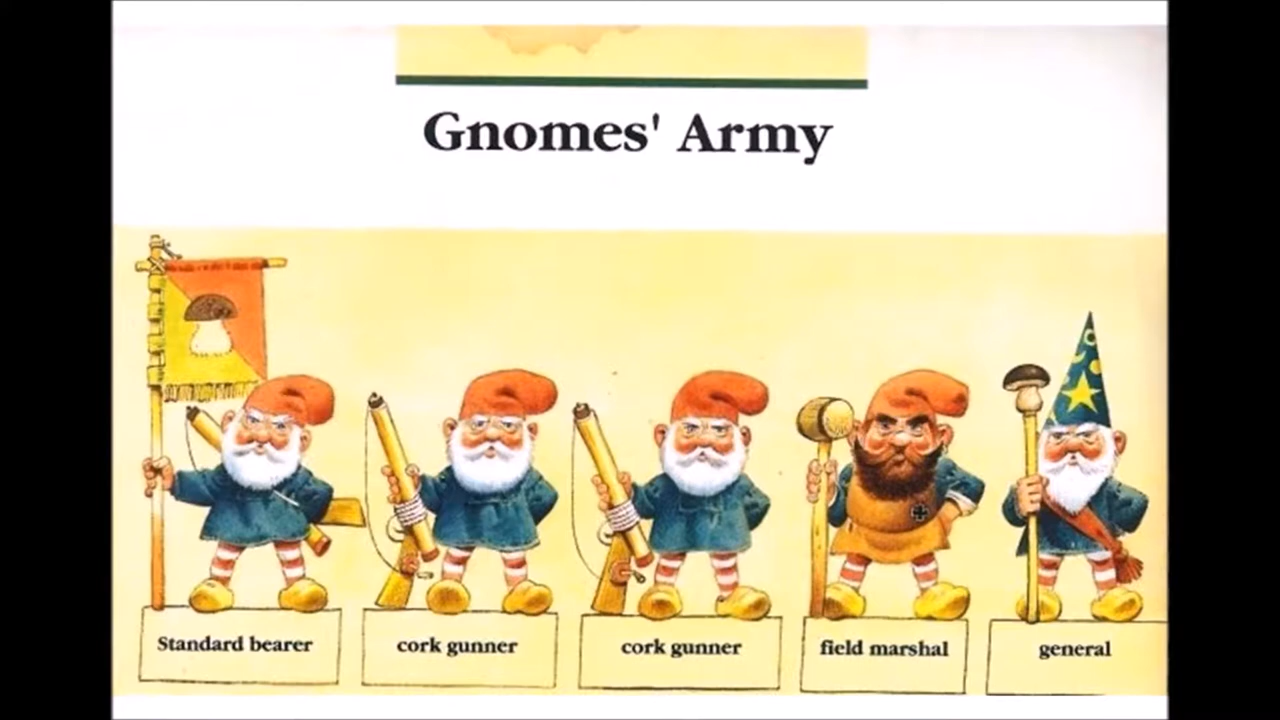 Gnomes' Army
Standard bearer
cork gunner
cork gunner
field marshal
general